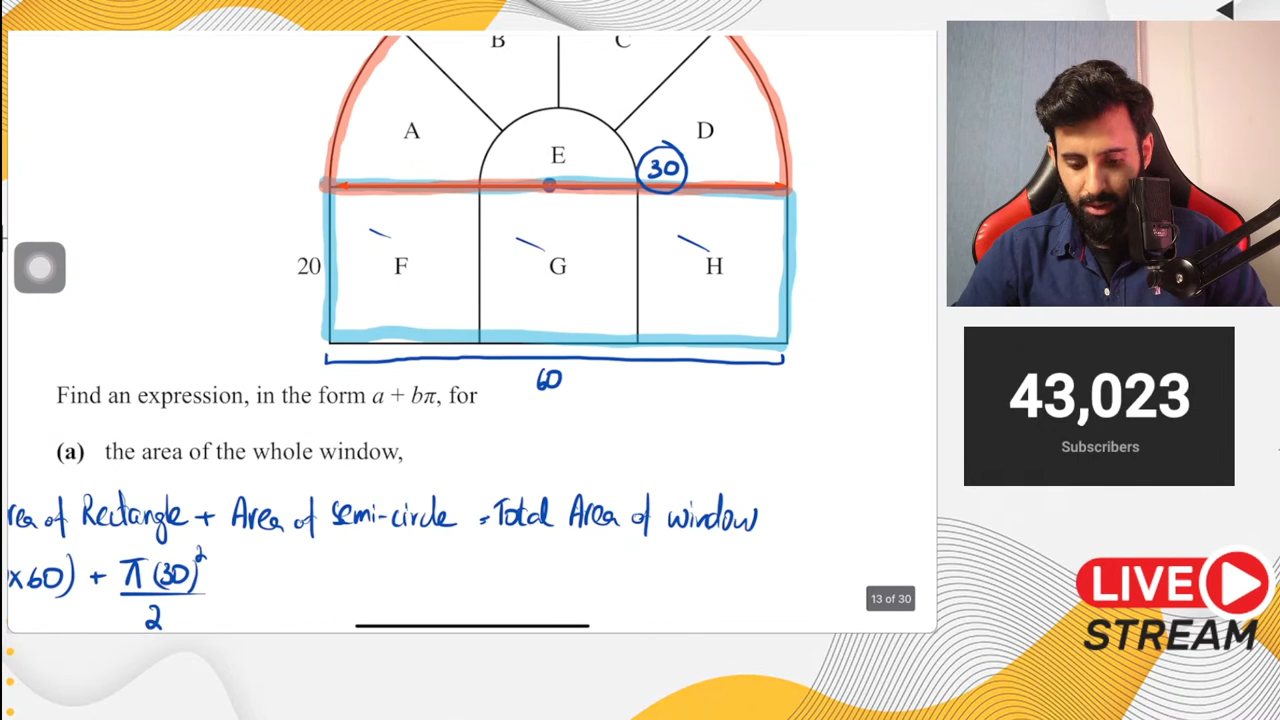 B C
A D
E 30
20 F G H
60
Find an expression, in the form a + bπ, for
(a) the area of the whole window,
rea of Rectangle + Area of semi-circle = Total Area of window
x60) + π(30)²
2
13 of 30
43,023
Subscribers
LIVE
STREAM